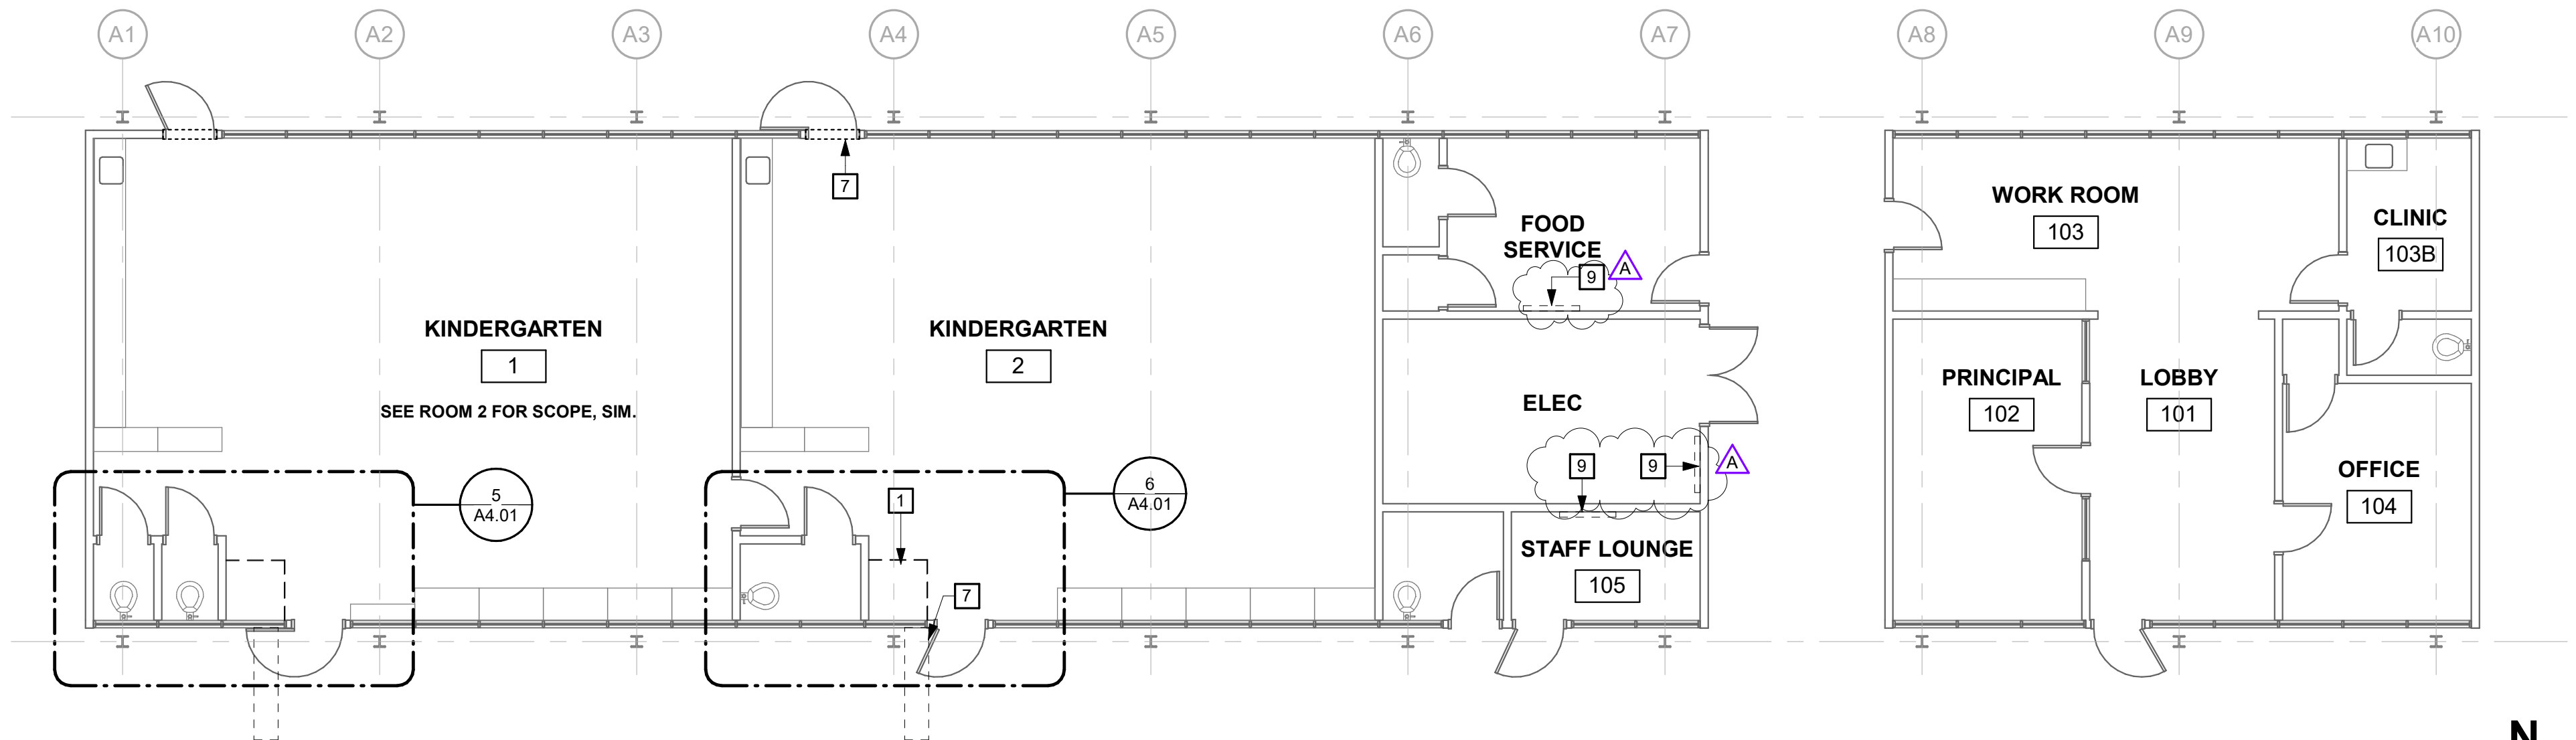 A1
A2
A3
A4
A5
A6
A7
A8
A9
A10
7
WORK ROOM
103
CLINIC
103B
FOOD
SERVICE
9
A
KINDERGARTEN
1
SEE ROOM 2 FOR SCOPE, SIM.
KINDERGARTEN
2
ELEC
PRINCIPAL
102
LOBBY
101
9
9
A
OFFICE
104
5
A4.01
1
6
A4.01
STAFF LOUNGE
105
7
N